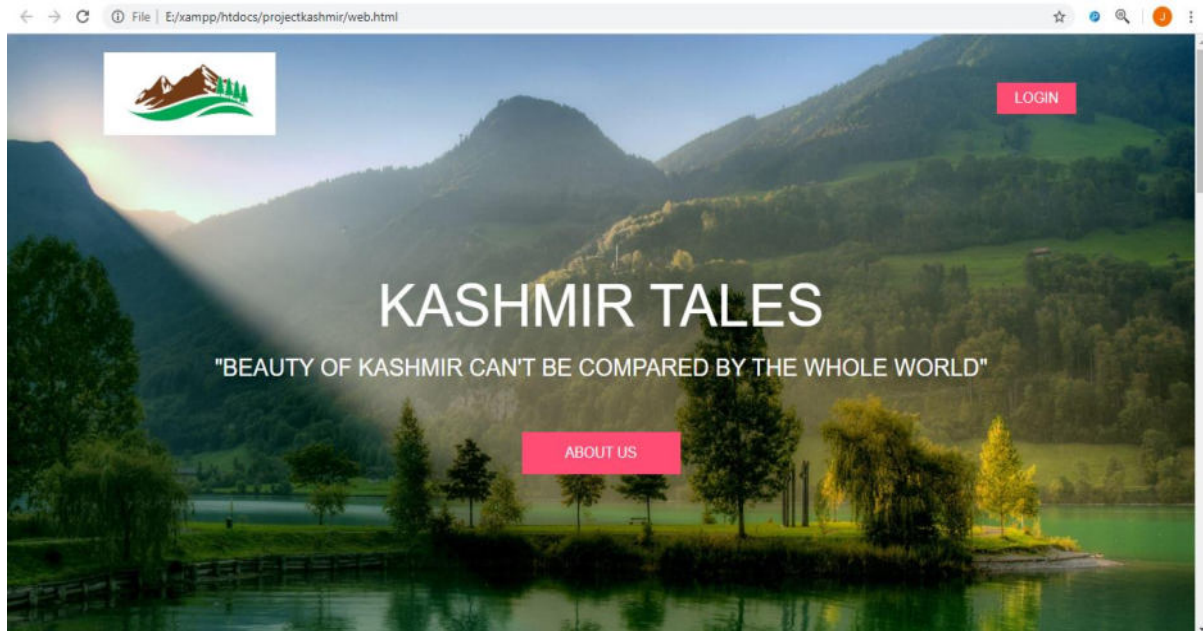 File | E:/xampp/htdocs/projectkashmir/web.html
J
LOGIN
KASHMIR TALES
"BEAUTY OF KASHMIR CAN'T BE COMPARED BY THE WHOLE WORLD"
ABOUT US